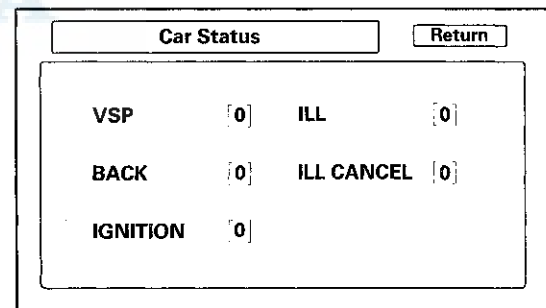 Car Status Return
VSP 0 ILL 0
BACK 0 ILL CANCEL 0
IGNITION 0